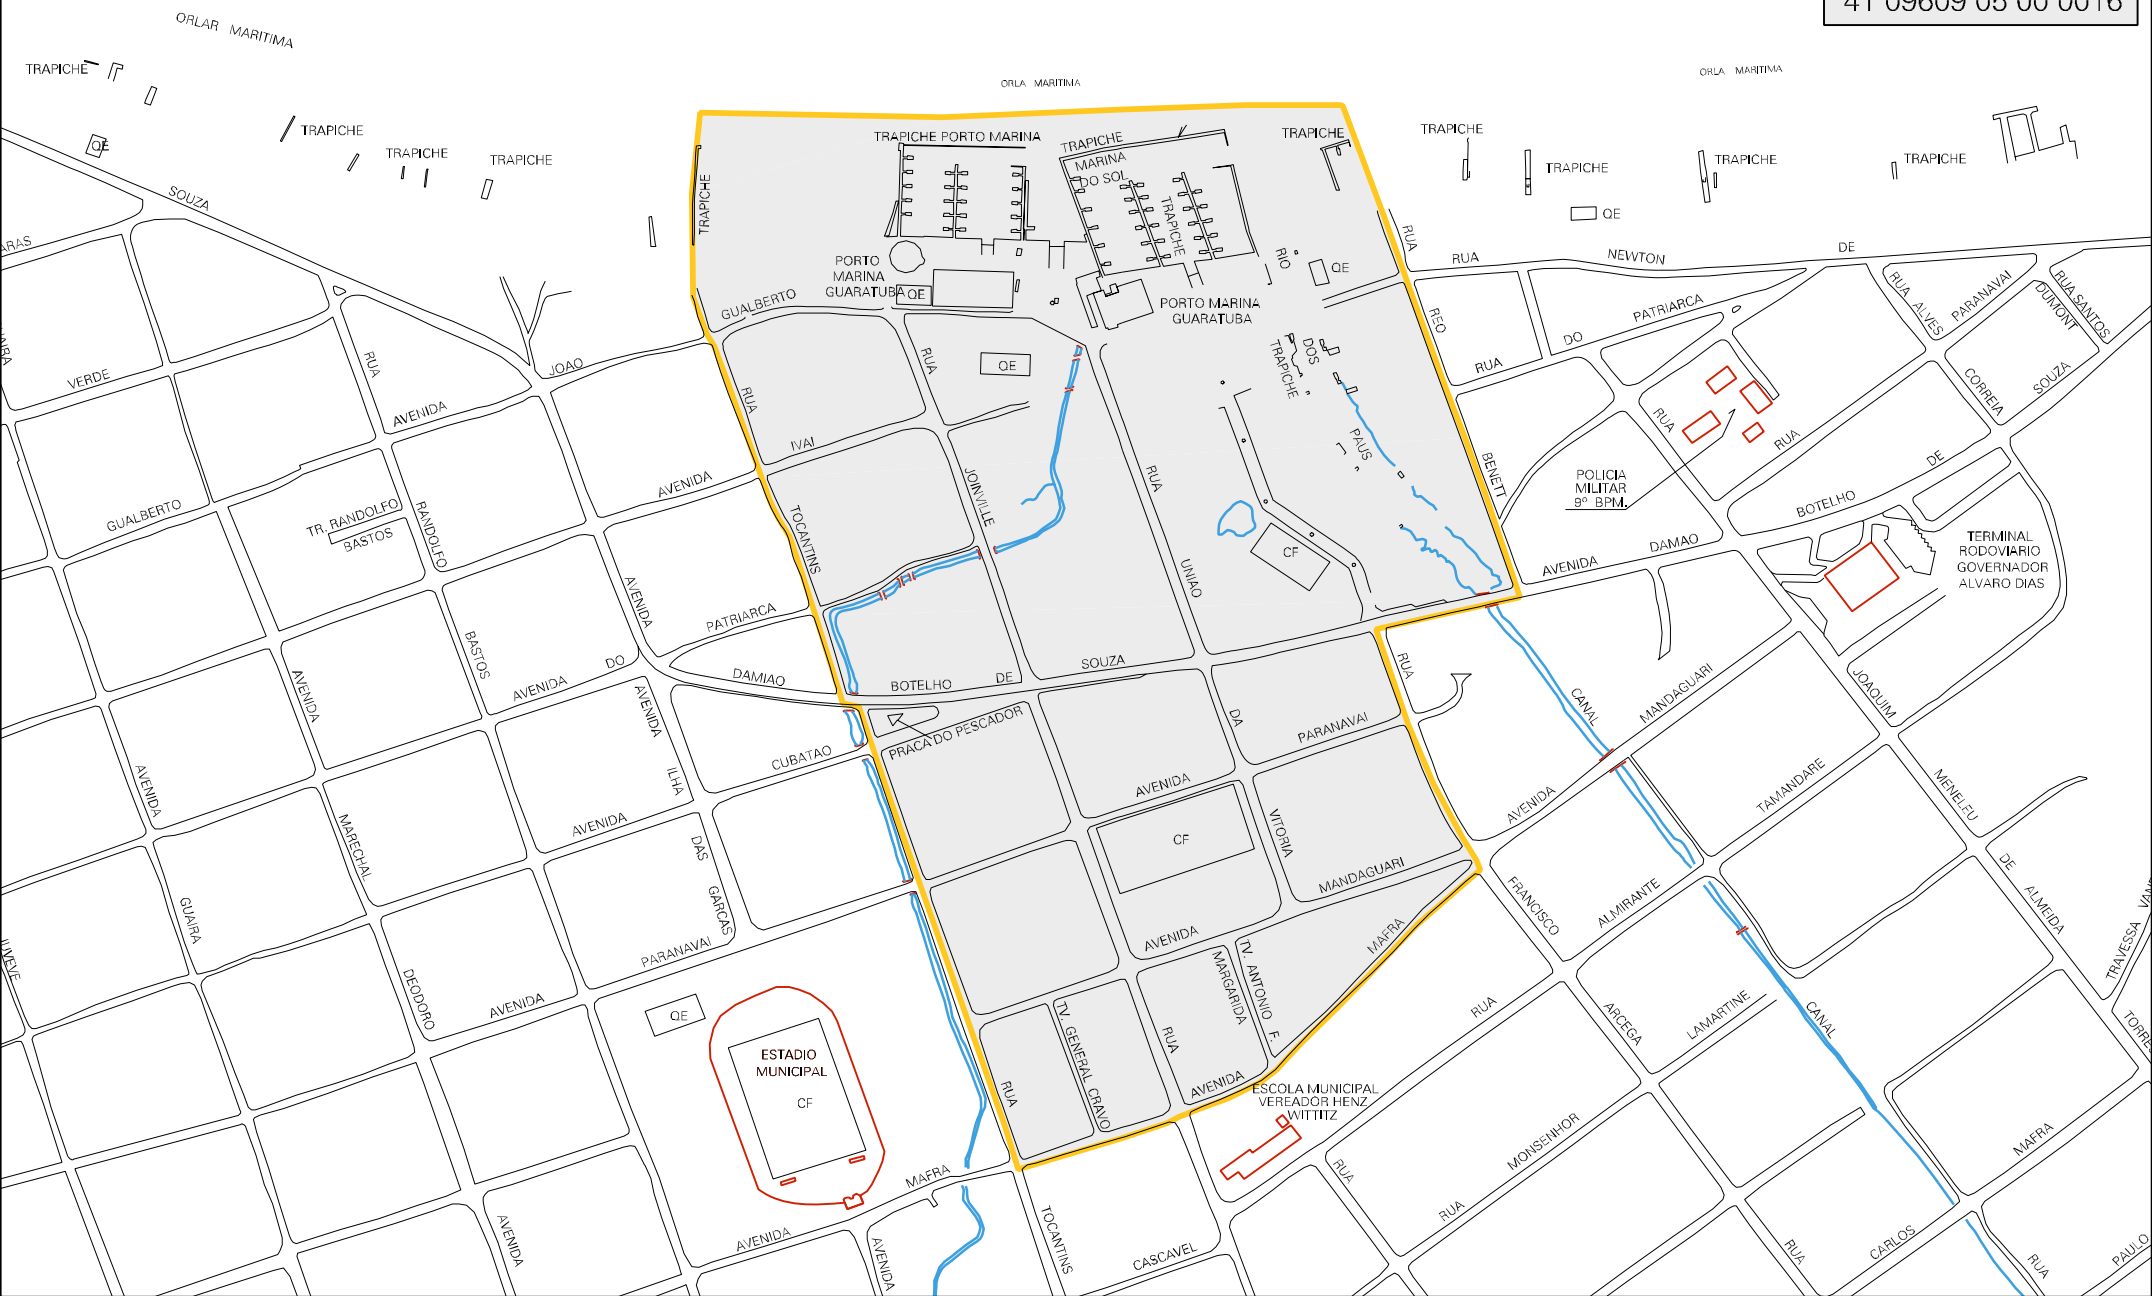 41 09609 05 00 0016
ORLAR MARITIMA
ORLA MARITIMA
ORLA MARITIMA
TRAPICHE
QE
TRAPICHE
TRAPICHE
TRAPICHE
SOUZA
TRAPICHE
TRAPICHE PORTO MARINA
TRAPICHE
MARINA
DO SOL
TRAPICHE
TRAPICHE
TRAPICHE
TRAPICHE
TRAPICHE
TRAPICHE
QE
PORTO
MARINA
GUARATUBA
QE
PORTO MARINA
GUARATUBA
RIO
QE
RUA
RUA
NEWTON
DE
GUALBERTO
RUA
QE
TRAPICHE
DOS
PAUS
REO
RUA
DO
PATRIARCA
RUA ALVES
PARANAVAI
RUA SANTOS
DUMONT
CORREIA
SOUZA
VERDE
RUA
AVENIDA
JOAO
RUA
IVAI
JOINVILLE
RUA
BENETT
RUA
RUA
DE
BOTELHO
POLICIA
MILITAR
9º BPM.
GUALBERTO
TR. RANDOLFO
BASTOS
RANDOLFO
AVENIDA
TOCANTINS
UNIAO
CF
AVENIDA
DAMAO
TERMINAL
RODOVIARIO
GOVERNADOR
ALVARO DIAS
AVENIDA
PATRIARCA
BASTOS
AVENIDA
DO
DAMIAO
BOTELHO
DE
SOUZA
RUA
CANAL
MANDAGUARI
JOAQUIM
AVENIDA
AVENIDA
CUBATAO
PRACA DO PESCADOR
DA
PARANAVAI
AVENIDA
AVENIDA
TAMANDARE
MENELEU
AVENIDA
MARECHAL
ILHA
AVENIDA
DAS
GARCAS
CF
VITORIA
MANDAGUARI
FRANCISCO
ALMIRANTE
DE
ALMEIDA
TRAVESSA
GUAIRA
PARANAVAI
AVENIDA
MAFRA
TV. ANTONIO F.
MARGARIDA
DEODORO
AVENIDA
QE
ESTADIO
MUNICIPAL
CF
RUA
TV. GENERAL CRAVO
RUA
AVENIDA
ESCOLA MUNICIPAL
VEREADOR HENZ
WITTITZ
RUA
ARCEGA
LAMARTINE
CANAL
MAFRA
AVENIDA
AVENIDA
AVENIDA
TOCANTINS
CASCAVEL
RUA
RUA
MONSENHOR
RUA
CARLOS
MAFRA
RUA
PAULO